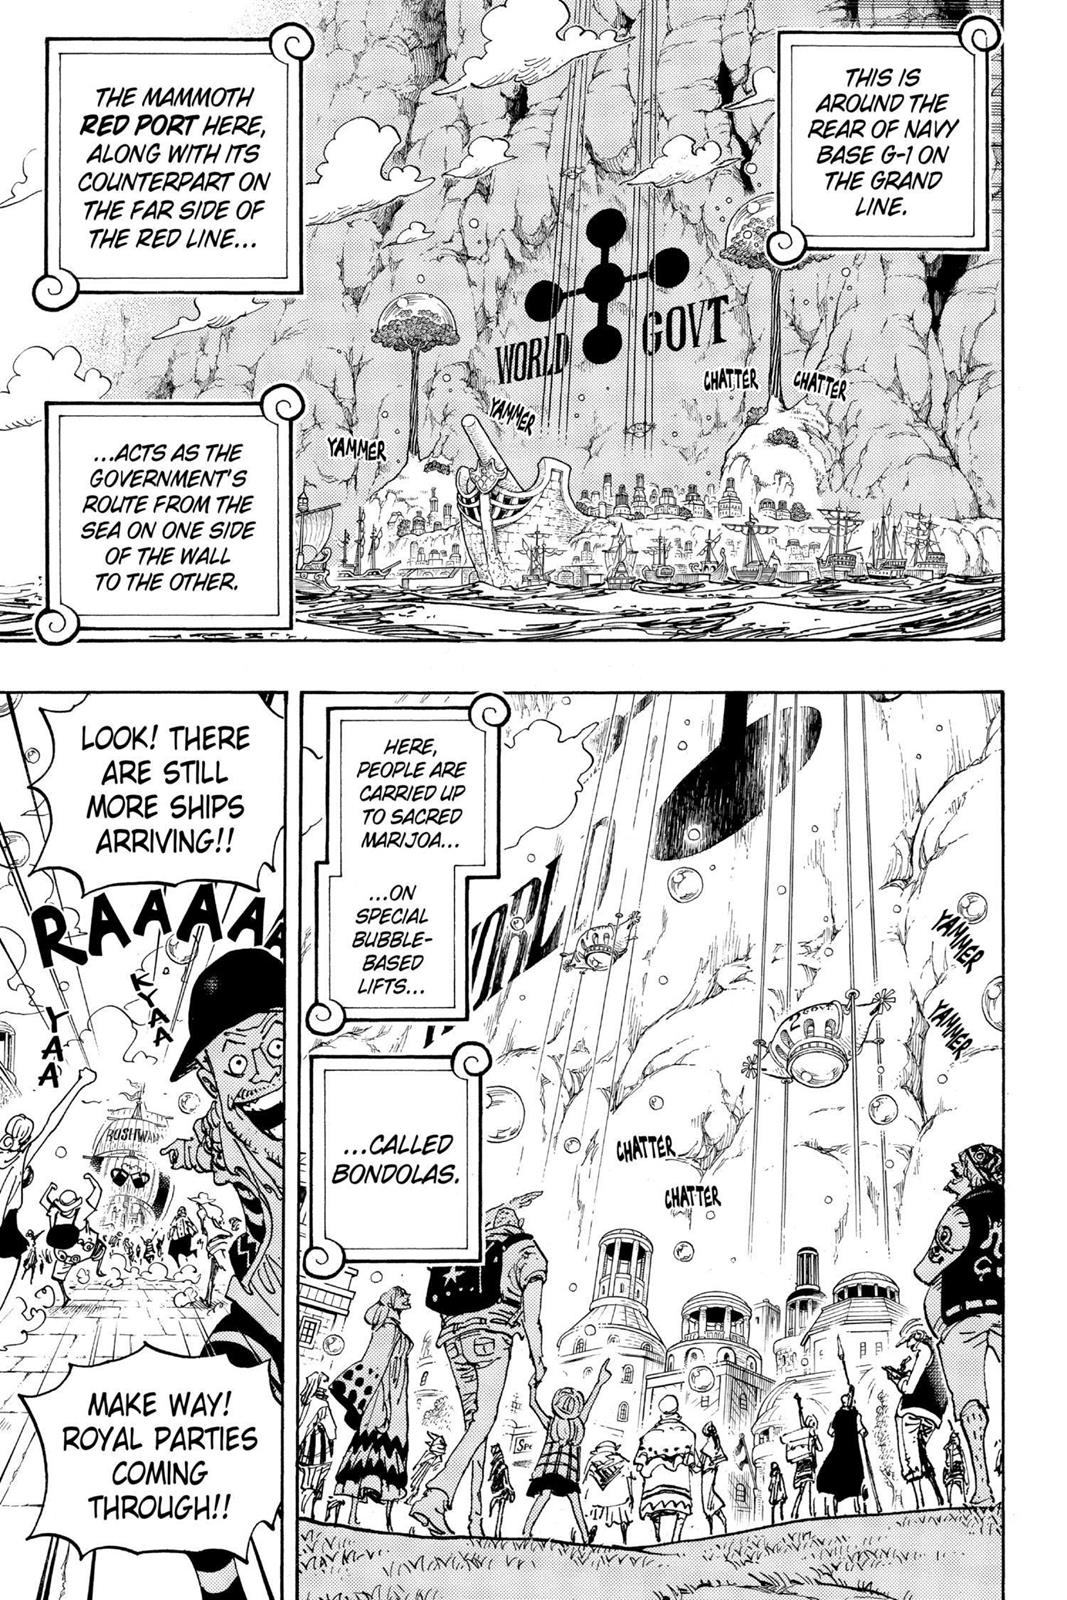 THIS IS
AROUND THE
REAR OF NAVY
BASE G-1 ON
THE GRAND
LINE.
THE MAMMOTH
RED PORT HERE,
ALONG WITH ITS
COUNTERPART ON
THE FAR SIDE OF
THE RED LINE...
WORLD GOVT
CHATTER
CHATTER
YAMMER
YAMMER
...ACTS AS THE
GOVERNMENT'S
ROUTE FROM THE
SEA ON ONE SIDE
OF THE WALL
TO THE OTHER.
HERE,
PEOPLE ARE
CARRIED UP
TO SACRED
MARIJOA...
...ON
SPECIAL
BUBBLE-
BASED
LIFTS...
YAMMER
YAMMER
...CALLED
BONDOLAS.
CHATTER
CHATTER
LOOK! THERE
ARE STILL
MORE SHIPS
ARRIVING!!
RAAAAA
KYAA
YAA
MAKE WAY!
ROYAL PARTIES
COMING
THROUGH!!